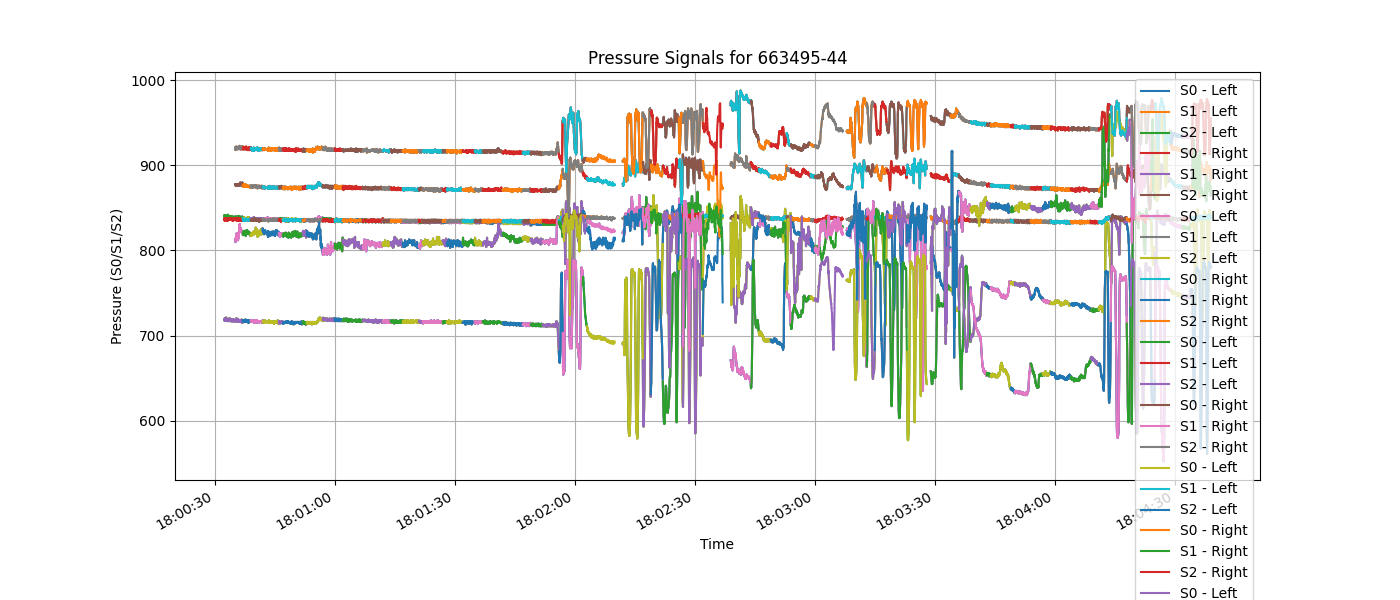 Pressure Signals for 663495-44
Pressure (S0/S1/S2)
1000
900
800
700
600
18:00:30
18:01:00
18:01:30
18:02:00
18:02:30
18:03:00
18:03:30
18:04:00
18:04:30
Time
S0 - Left
S1 - Left
S2 - Left
S0 - Right
S1 - Right
S2 - Right
S0 - Left
S1 - Left
S2 - Left
S0 - Right
S1 - Right
S2 - Right
S0 - Left
S1 - Left
S2 - Left
S0 - Right
S1 - Right
S2 - Right
S0 - Left
S1 - Left
S2 - Left
S0 - Right
S1 - Right
S2 - Right
S0 - Left